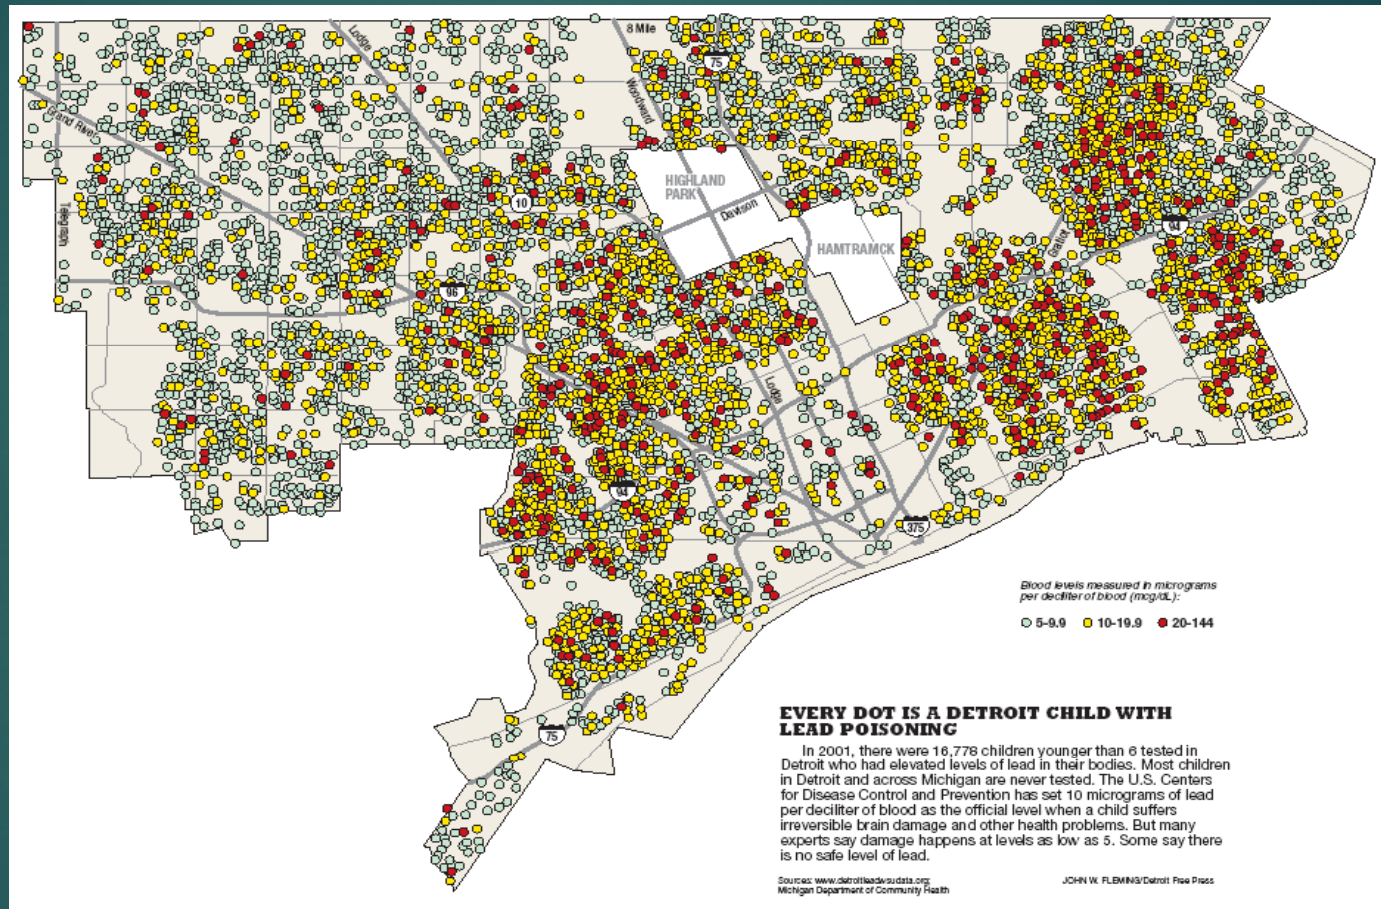 8 Mile
Lodge
75
Woodward
Grand River
HIGHLAND
PARK
10
Davison
Telegraph
HAMTRAMCK
94
Gratiot
96
Lodge
94
375
Blood levels measured in micrograms
per deciliter of blood (mcg/dL):
5-9.9 10-19.9 20-144
EVERY DOT IS A DETROIT CHILD WITH
LEAD POISONING
In 2001, there were 16,778 children younger than 6 tested in
Detroit who had elevated levels of lead in their bodies. Most children
in Detroit and across Michigan are never tested. The U.S. Centers
for Disease Control and Prevention has set 10 micrograms of lead
per deciliter of blood as the official level when a child suffers
irreversible brain damage and other health problems. But many
experts say damage happens at levels as low as 5. Some say there
is no safe level of lead.
75
Sources: www.detroitleadwsudata.org;
Michigan Department of Community Health
JOHN W. FLEMING/Detroit Free Press